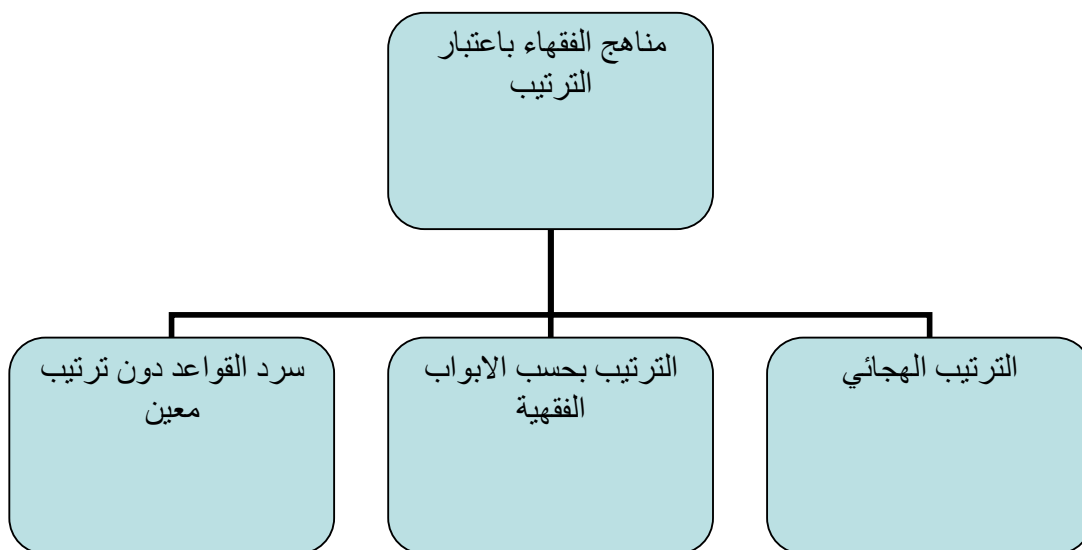 مناهج الفقهاء باعتبار
الترتيب
الترتيب الهجائي
الترتيب بحسب الابواب
الفقهية
سرد القواعد دون ترتيب
معين